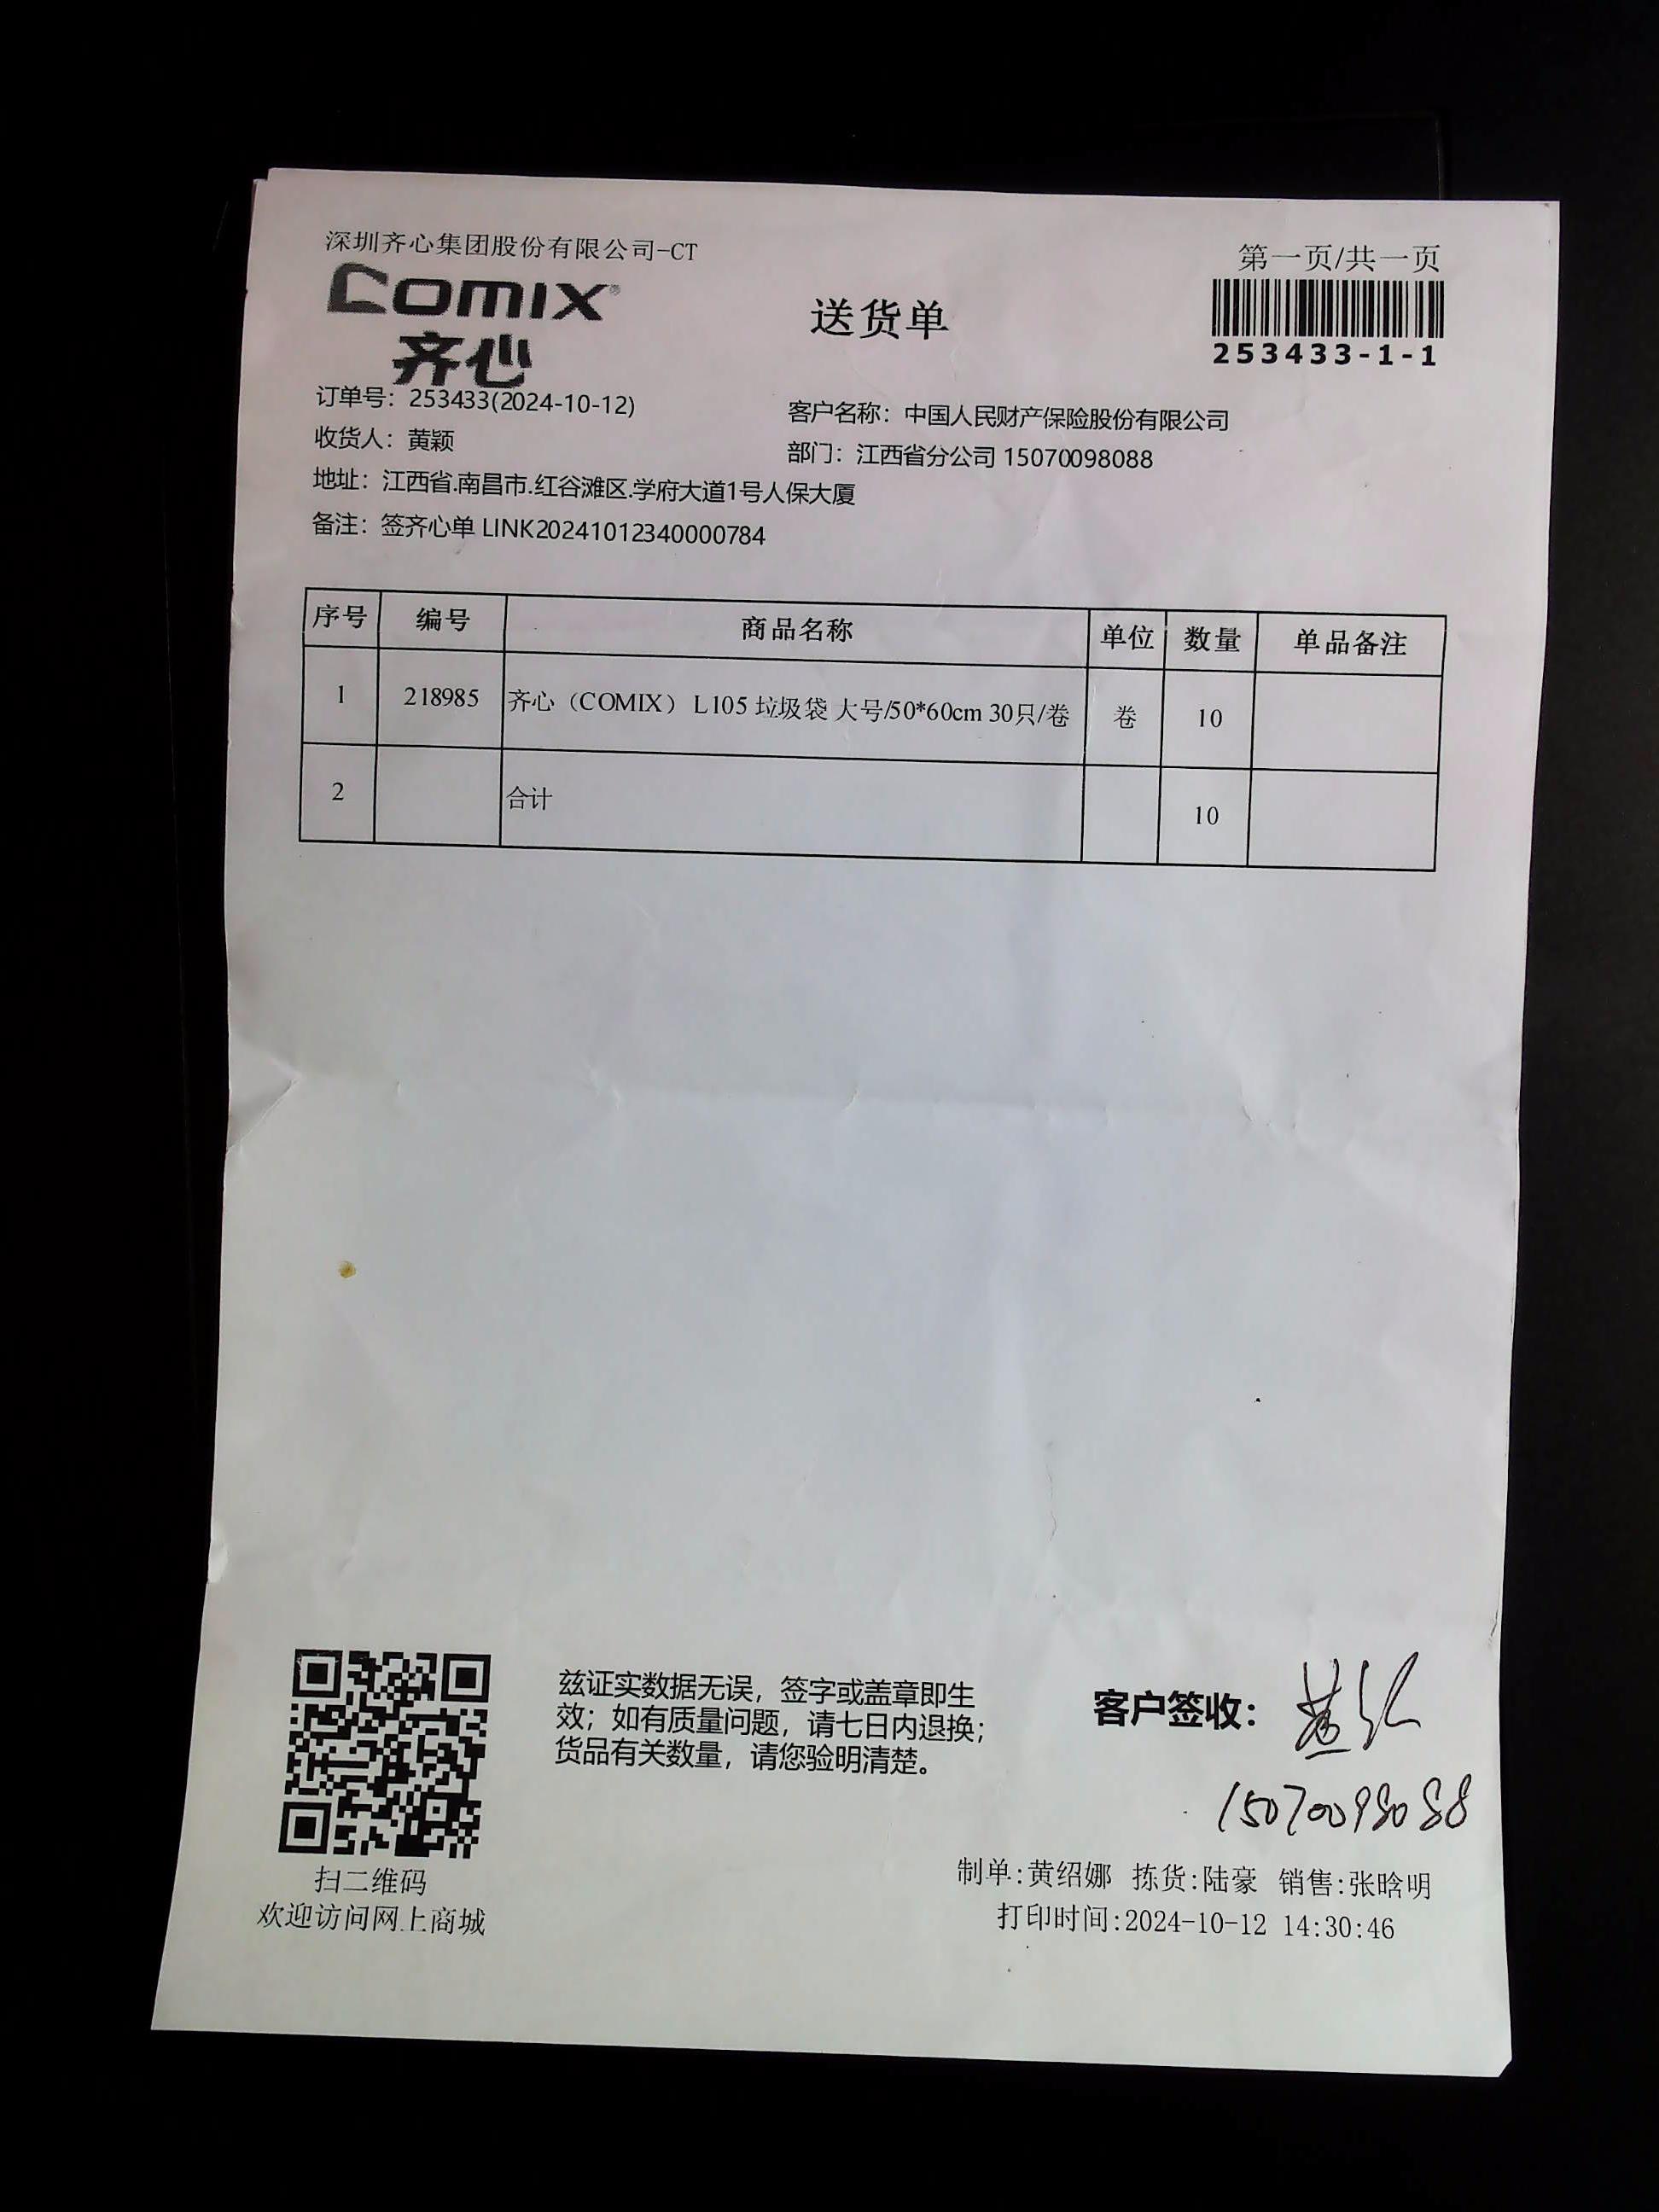 深圳齐心集团股份有限公司-CT
第一页/共一页
COMIX®
齐心
送货单
253433-1-1
订单号：253433(2024-10-12)
客户名称：中国人民财产保险股份有限公司
收货人：黄颖
部门：江西省分公司 15070098088
地址：江西省.南昌市.红谷滩区.学府大道1号人保大厦
备注：签齐心单 LINK20241012340000784
序号 编号 商品名称 单位 数量 单品备注
1 218985 齐心（COMIX） L105 垃圾袋 大号/50*60cm 30只/卷 卷 10
2 合计 10
兹证实数据无误，签字或盖章即生
效；如有质量问题，请七日内退换；
货品有关数量，请您验明清楚。
客户签收：
15070098088
扫二维码
欢迎访问网上商城
制单:黄绍娜 拣货:陆豪 销售:张晗明
打印时间:2024-10-12 14:30:46